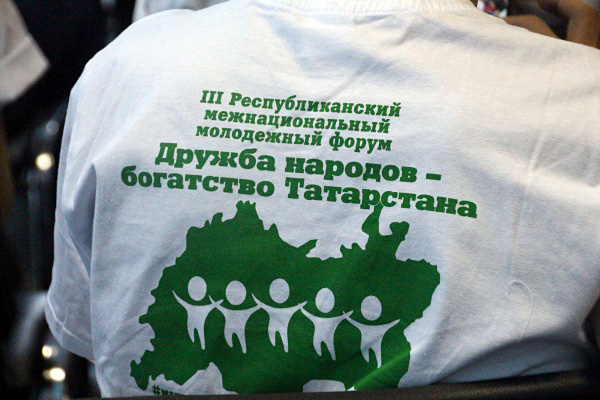 III Республиканский
межнациональный
молодежный форум
Дружба народов –
богатство Татарстана